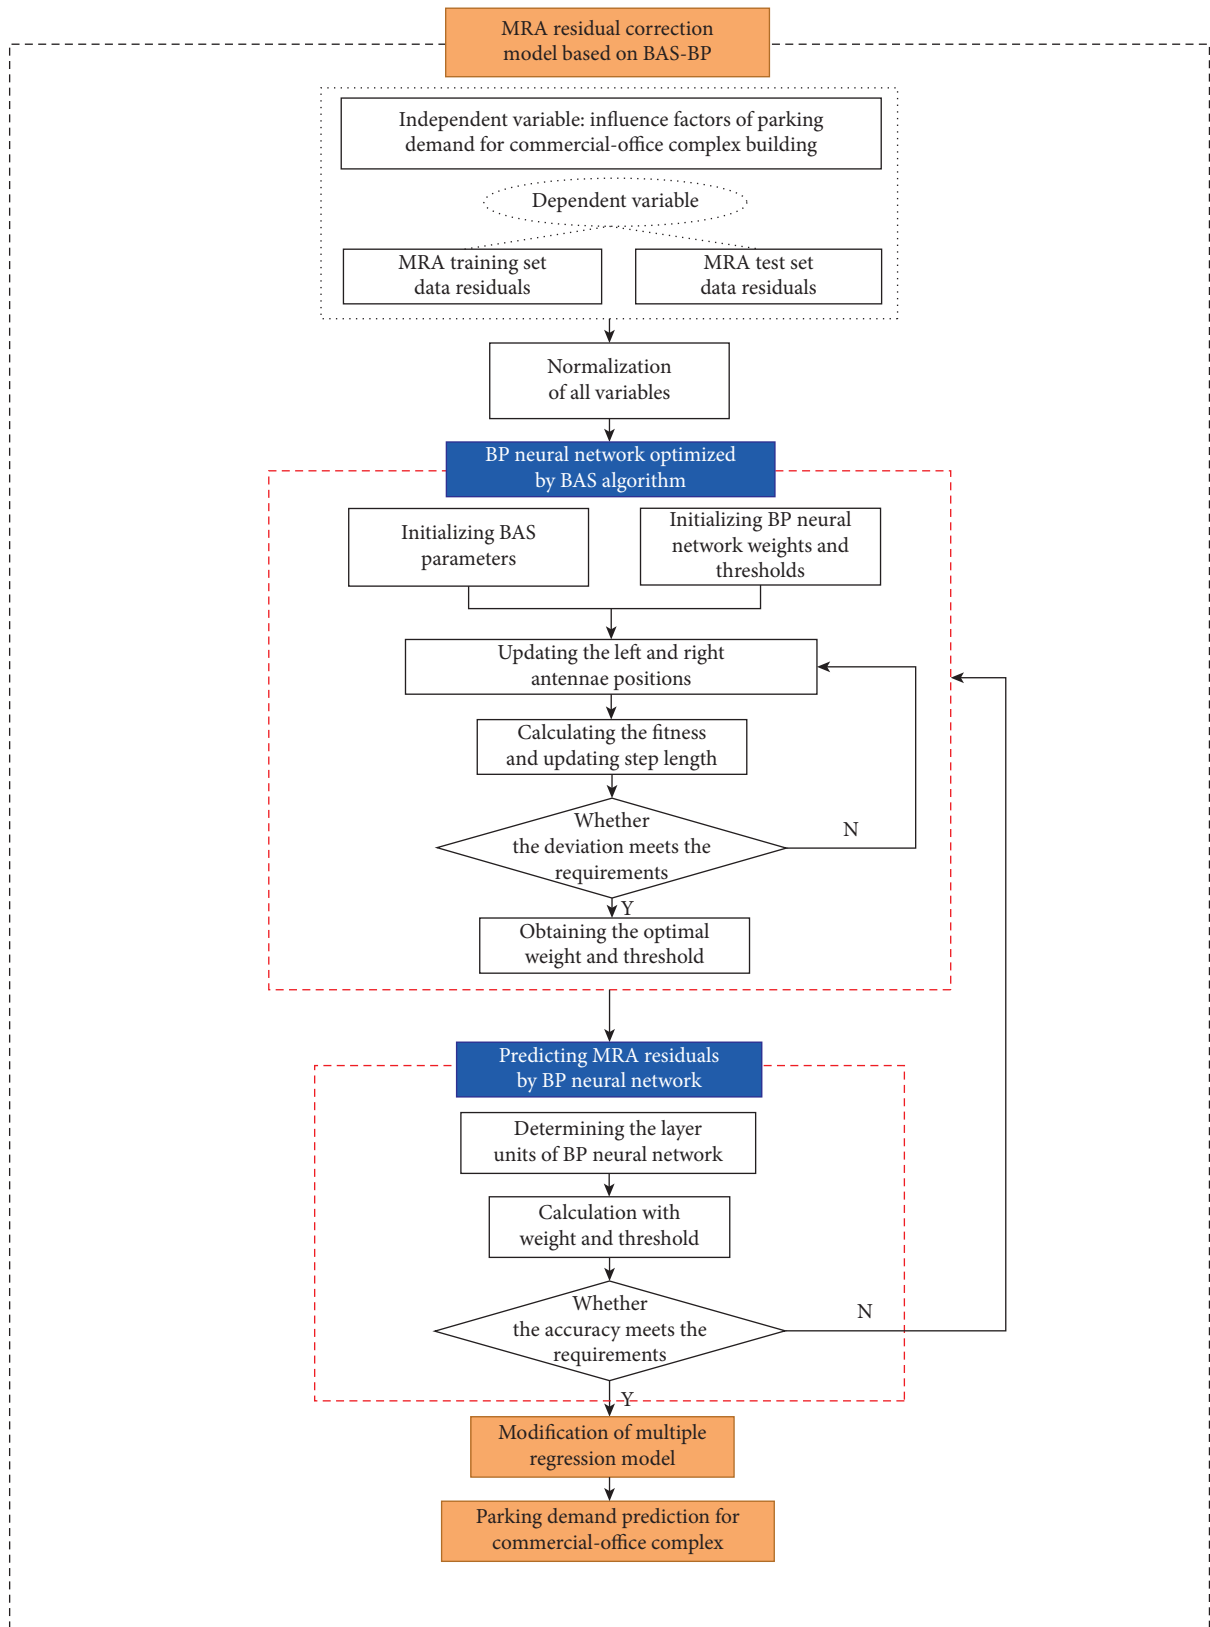 MRA residual correction
model based on BAS-BP
Independent variable: influence factors of parking
demand for commercial-office complex building
Dependent variable
MRA training set
data residuals
MRA test set
data residuals
Normalization
of all variables
BP neural network optimized
by BAS algorithm
Initializing BAS
parameters
Initializing BP neural
network weights and
thresholds
Updating the left and right
antennae positions
Calculating the fitness
and updating step length
Whether
the deviation meets the
requirements
N
Y
Obtaining the optimal
weight and threshold
Predicting MRA residuals
by BP neural network
Determining the layer
units of BP neural network
Calculation with
weight and threshold
Whether
the accuracy meets the
requirements
N
Y
Modification of multiple
regression model
Parking demand prediction for
commercial-office complex